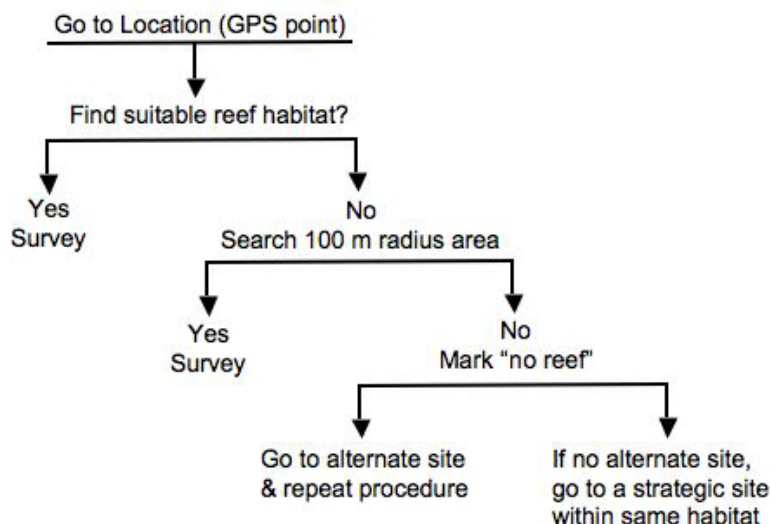 Go to Location (GPS point)
Find suitable reef habitat?
Yes
Survey
No
Search 100 m radius area
Yes
Survey
No
Mark “no reef”
Go to alternate site
& repeat procedure
If no alternate site,
go to a strategic site
within same habitat